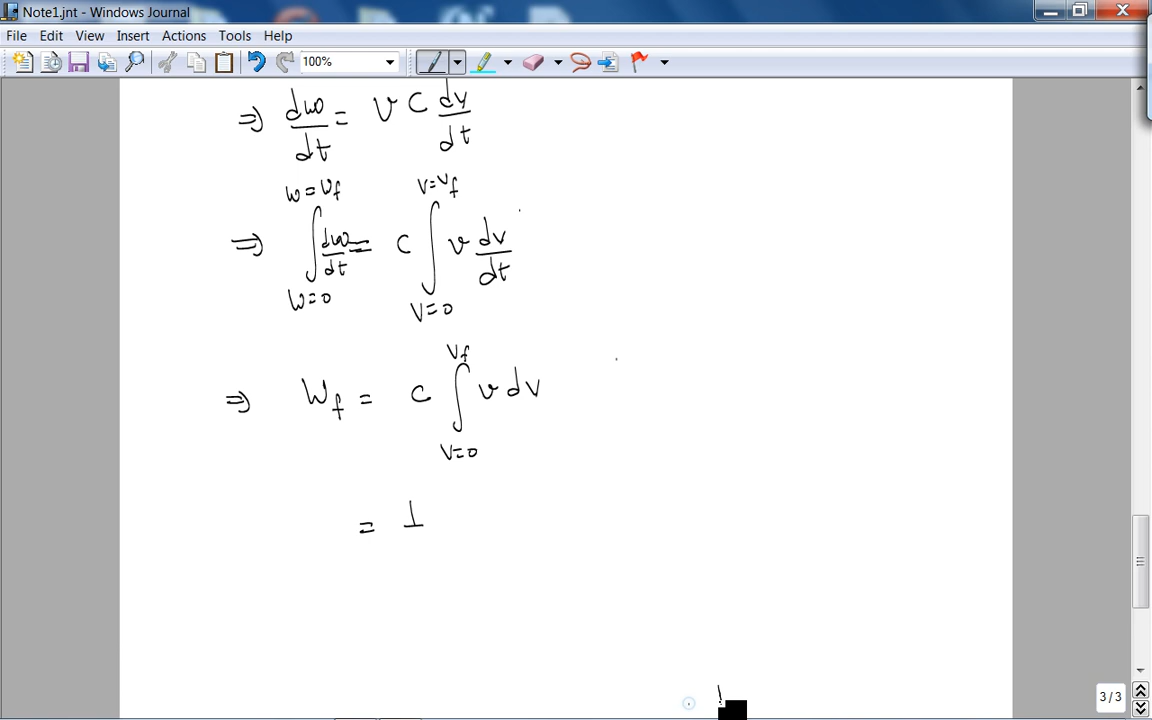 Note1.jnt - Windows Journal
File Edit View Insert Actions Tools Help
100%
⇒ dw/dt = v C dv/dt
⇒ ∫_{w=0}^{w=wf} dw/dt = c ∫_{v=0}^{v=vf} v dv/dt
⇒ Wf = c ∫_{v=0}^{vf} v dv
= 1
3 / 3